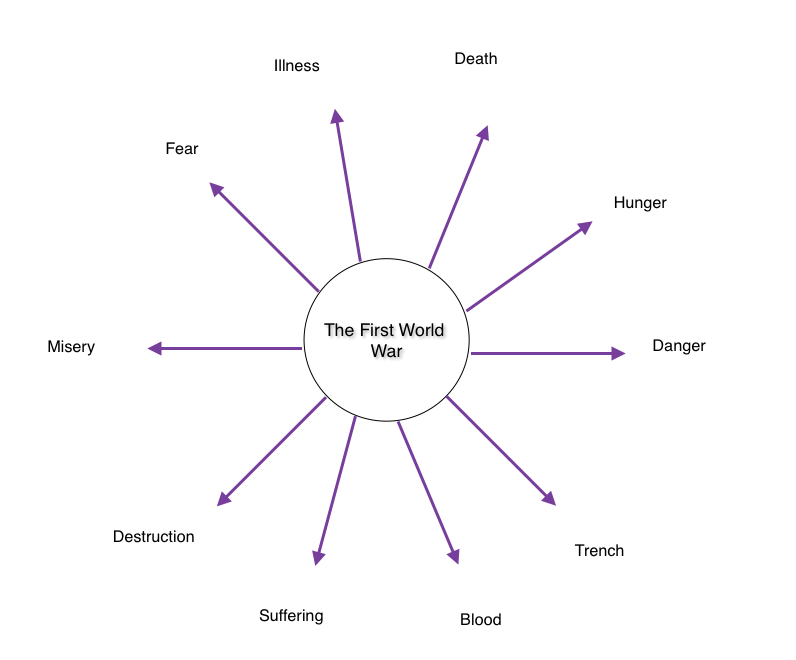 Death
Illness
Fear
Hunger
The First World
War
Misery
Danger
Destruction
Trench
Suffering
Blood